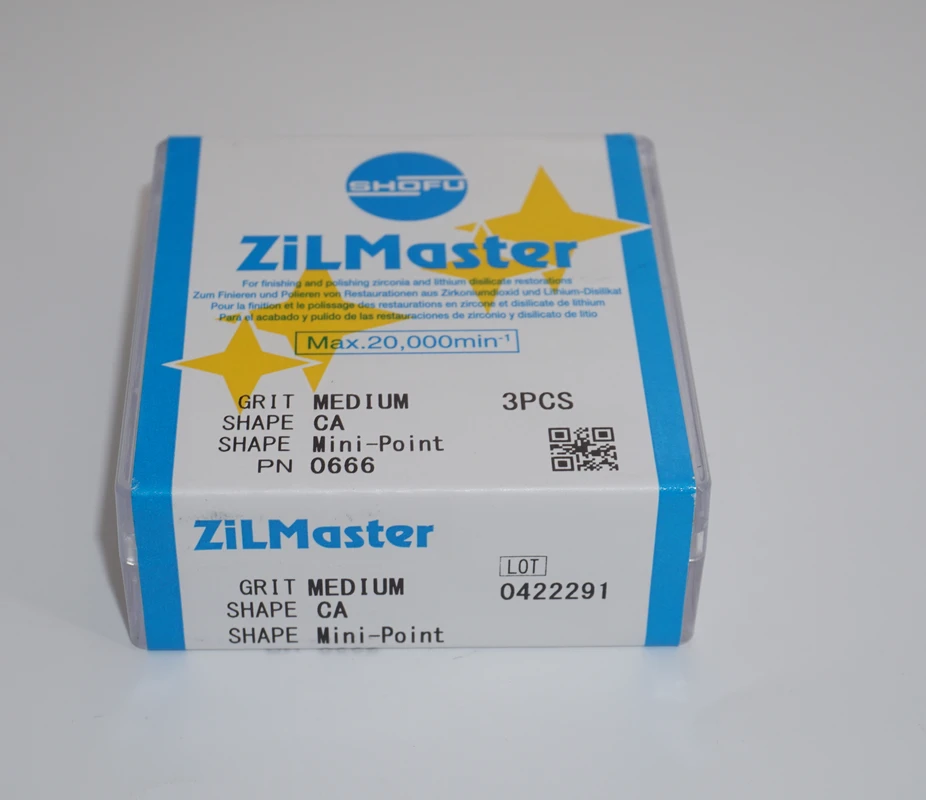 SHOFU
ZiLMaster
For finishing and polishing zirconia and lithium disilicate restorations
Zum Finieren und Polieren von Restaurationen aus Zirkoniumdioxid und Lithium-Disilikat
Pour la finition et le polissage des restaurations en zircone et disilicate de lithium
Para el acabado y pulido de las restauraciones de zirconio y disilicato de litio
Max.20,000min⁻¹
GRIT MEDIUM 3PCS
SHAPE CA
SHAPE Mini-Point
PN 0666
ZiLMaster
LOT
GRIT MEDIUM 0422291
SHAPE CA
SHAPE Mini-Point